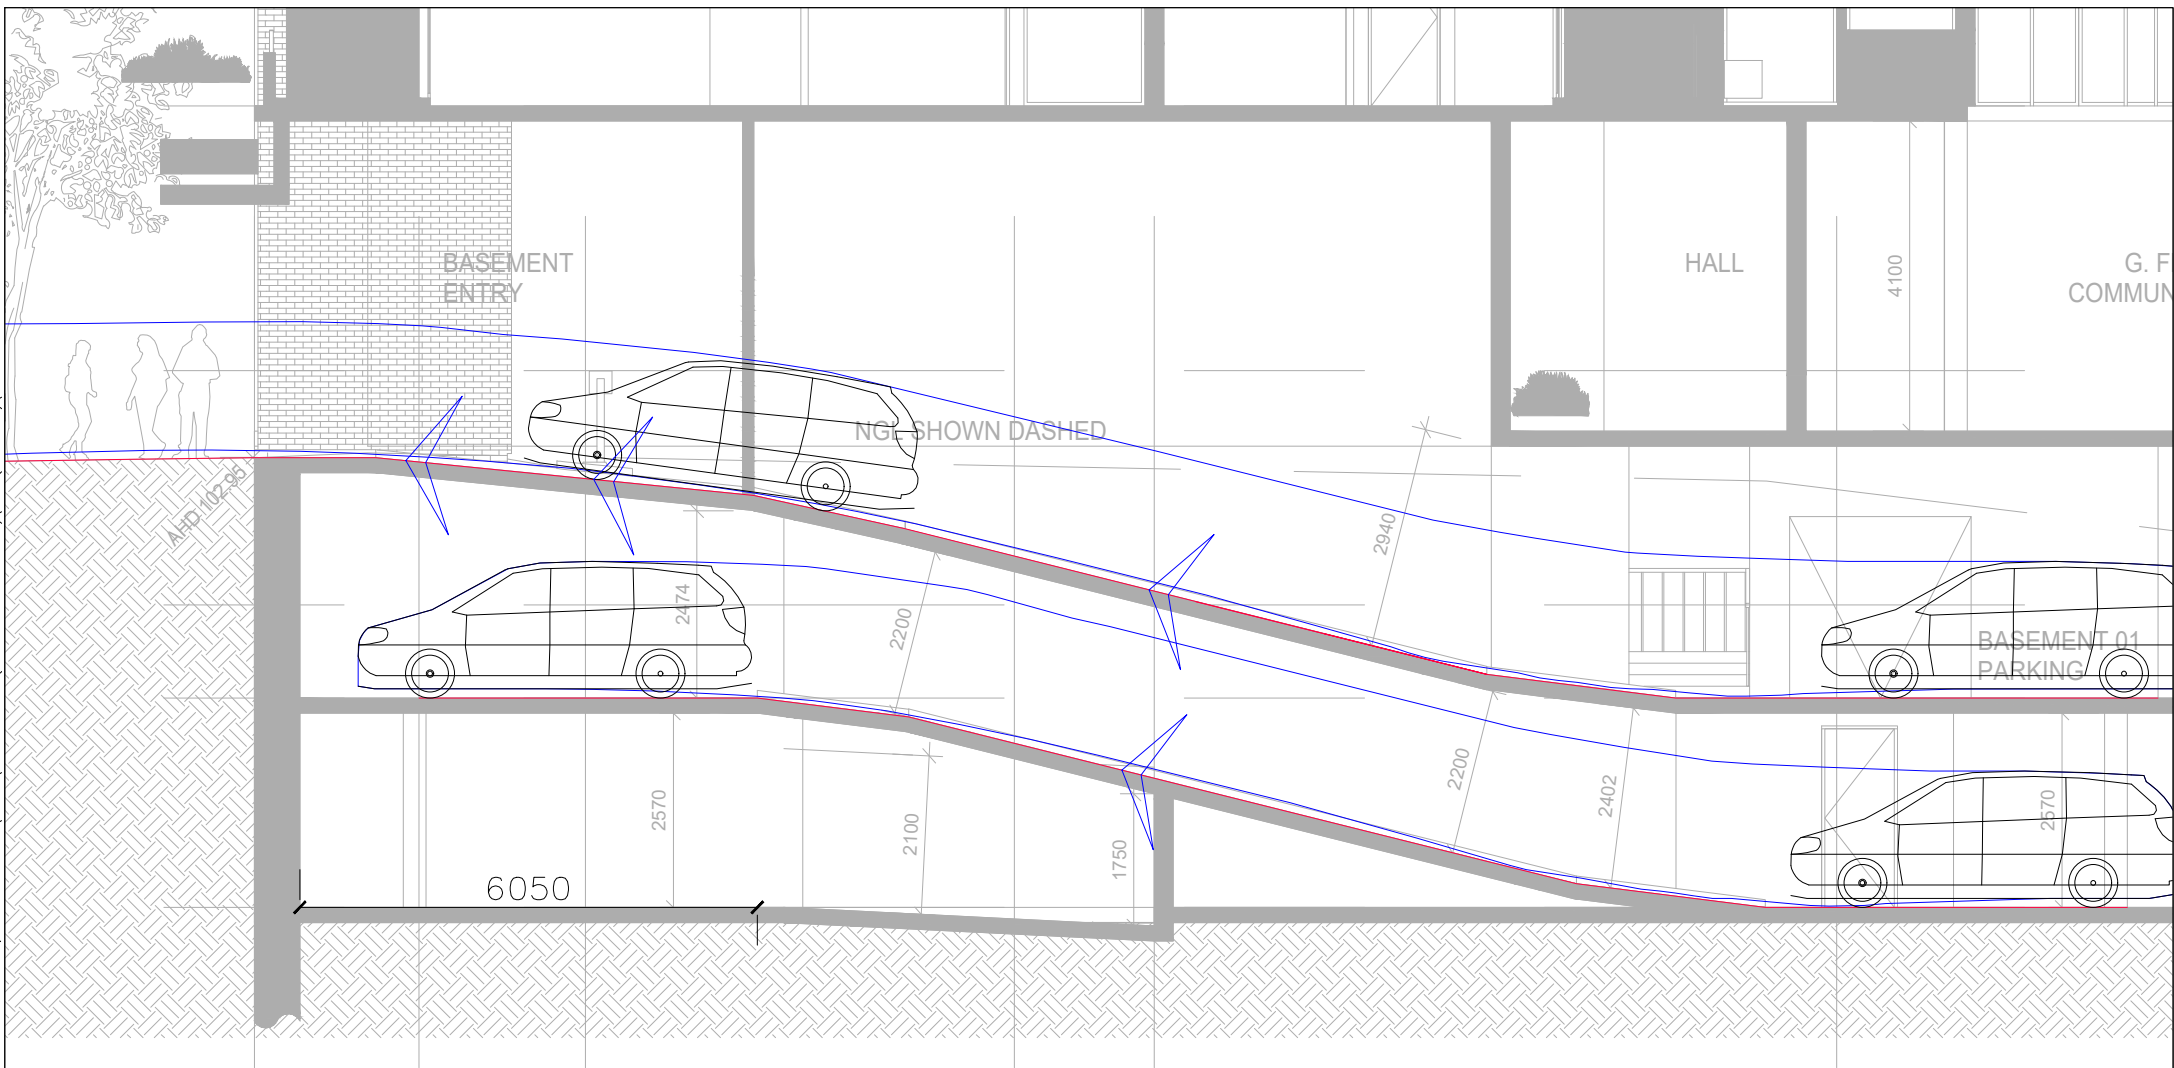 BASEMENT
ENTRY
HALL
4100
G. F
COMMUN
NGL SHOWN DASHED
AHD 102.95
2940
2474
2200
BASEMENT 01
PARKING
2570
2100
1750
2200
2402
2570
6050